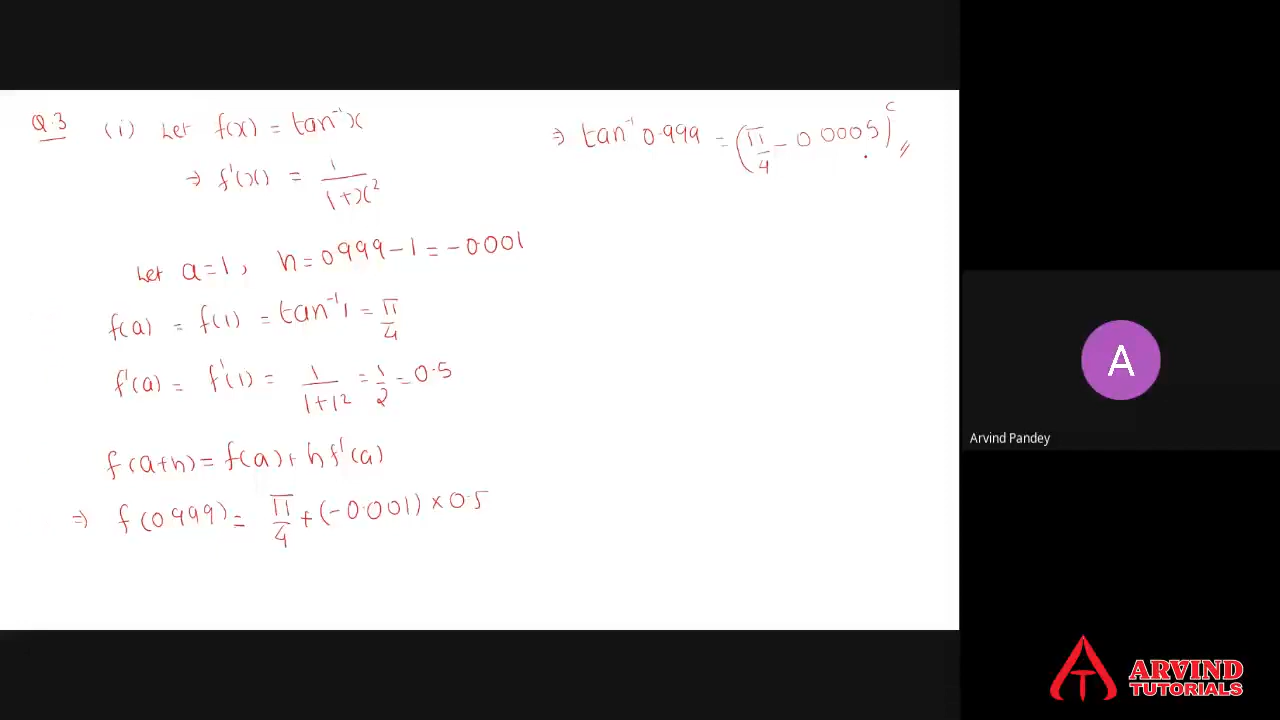 Q.3 (i) Let f(x) = tan⁻¹x
⇒ f'(x) = 1/(1+x²)
Let a=1, h=0.999-1=-0.001
f(a) = f(1) = tan⁻¹1 = π/4
f'(a) = f'(1) = 1/(1+1²) = 1/2 = 0.5
f(a+h) = f(a)+hf'(a)
⇒ f(0.999) = π/4 + (-0.001) × 0.5
⇒ tan⁻¹ 0.999 = (π/4 - 0.0005)ᶜ //
A
Arvind Pandey
ARVIND
TUTORIALS